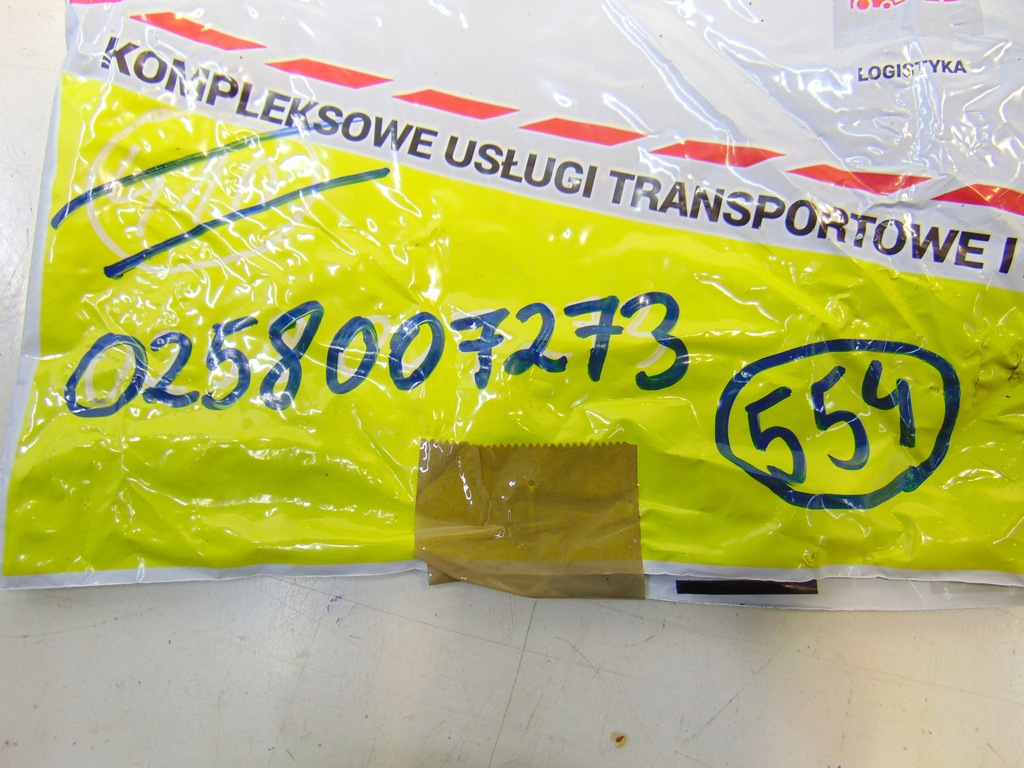 LOGISTYKA
KOMPLEKSOWE USŁUGI TRANSPORTOWE I
0258007273
554